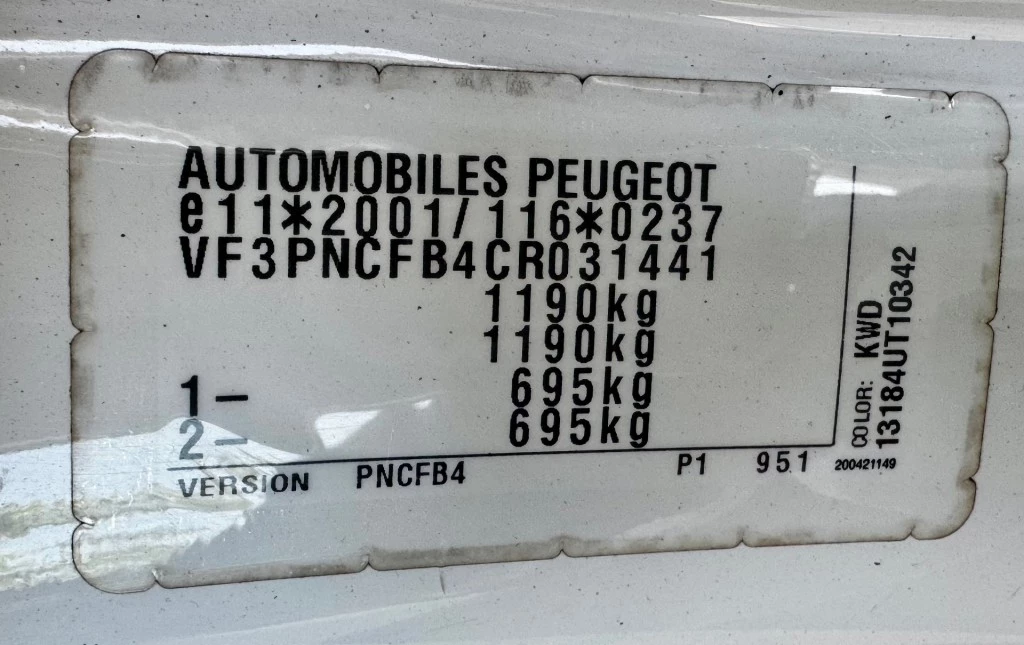 AUTOMOBILES PEUGEOT
e11*2001/116*0237
VF3PNCFB4CR031441
1190kg
1190kg
1- 695kg
2- 695kg
VERSION PNCFB4 P1 951
COLOR: KWD
13184UT10342
200421149